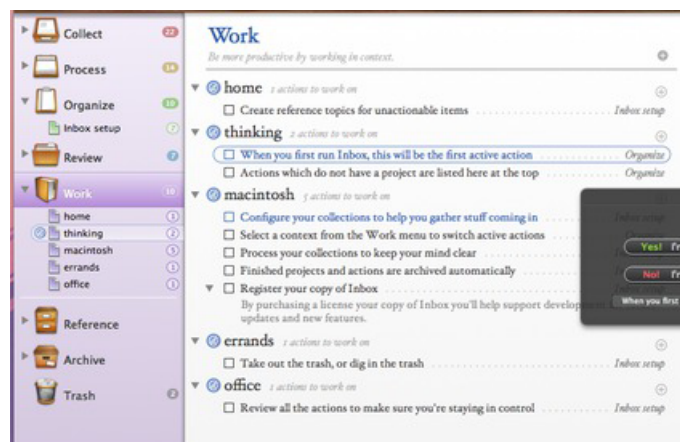 Collect 22
Process
Organize 10
Inbox setup 7
Review
Work 10
home 1
thinking 2
macintosh 5
errands 1
office 1
Reference
Archive
Trash 2
Work
Be more productive by working in context.
home 1 actions to work on
Create reference topics for unactionable items Inbox setup
thinking 2 actions to work on
When you first run Inbox, this will be the first active action Organize
Actions which do not have a project are listed here at the top Organize
macintosh 5 actions to work on
Configure your collections to help you gather stuff coming in
Select a context from the Work menu to switch active actions
Process your collections to keep your mind clear
Finished projects and actions are archived automatically
Register your copy of Inbox
By purchasing a license your copy of Inbox you'll help support
updates and new features.
Yes! I'm
No! I'm
When you first
errands 1 actions to work on
Take out the trash, or dig in the trash Inbox setup
office 1 actions to work on
Review all the actions to make sure you're staying in control Inbox setup